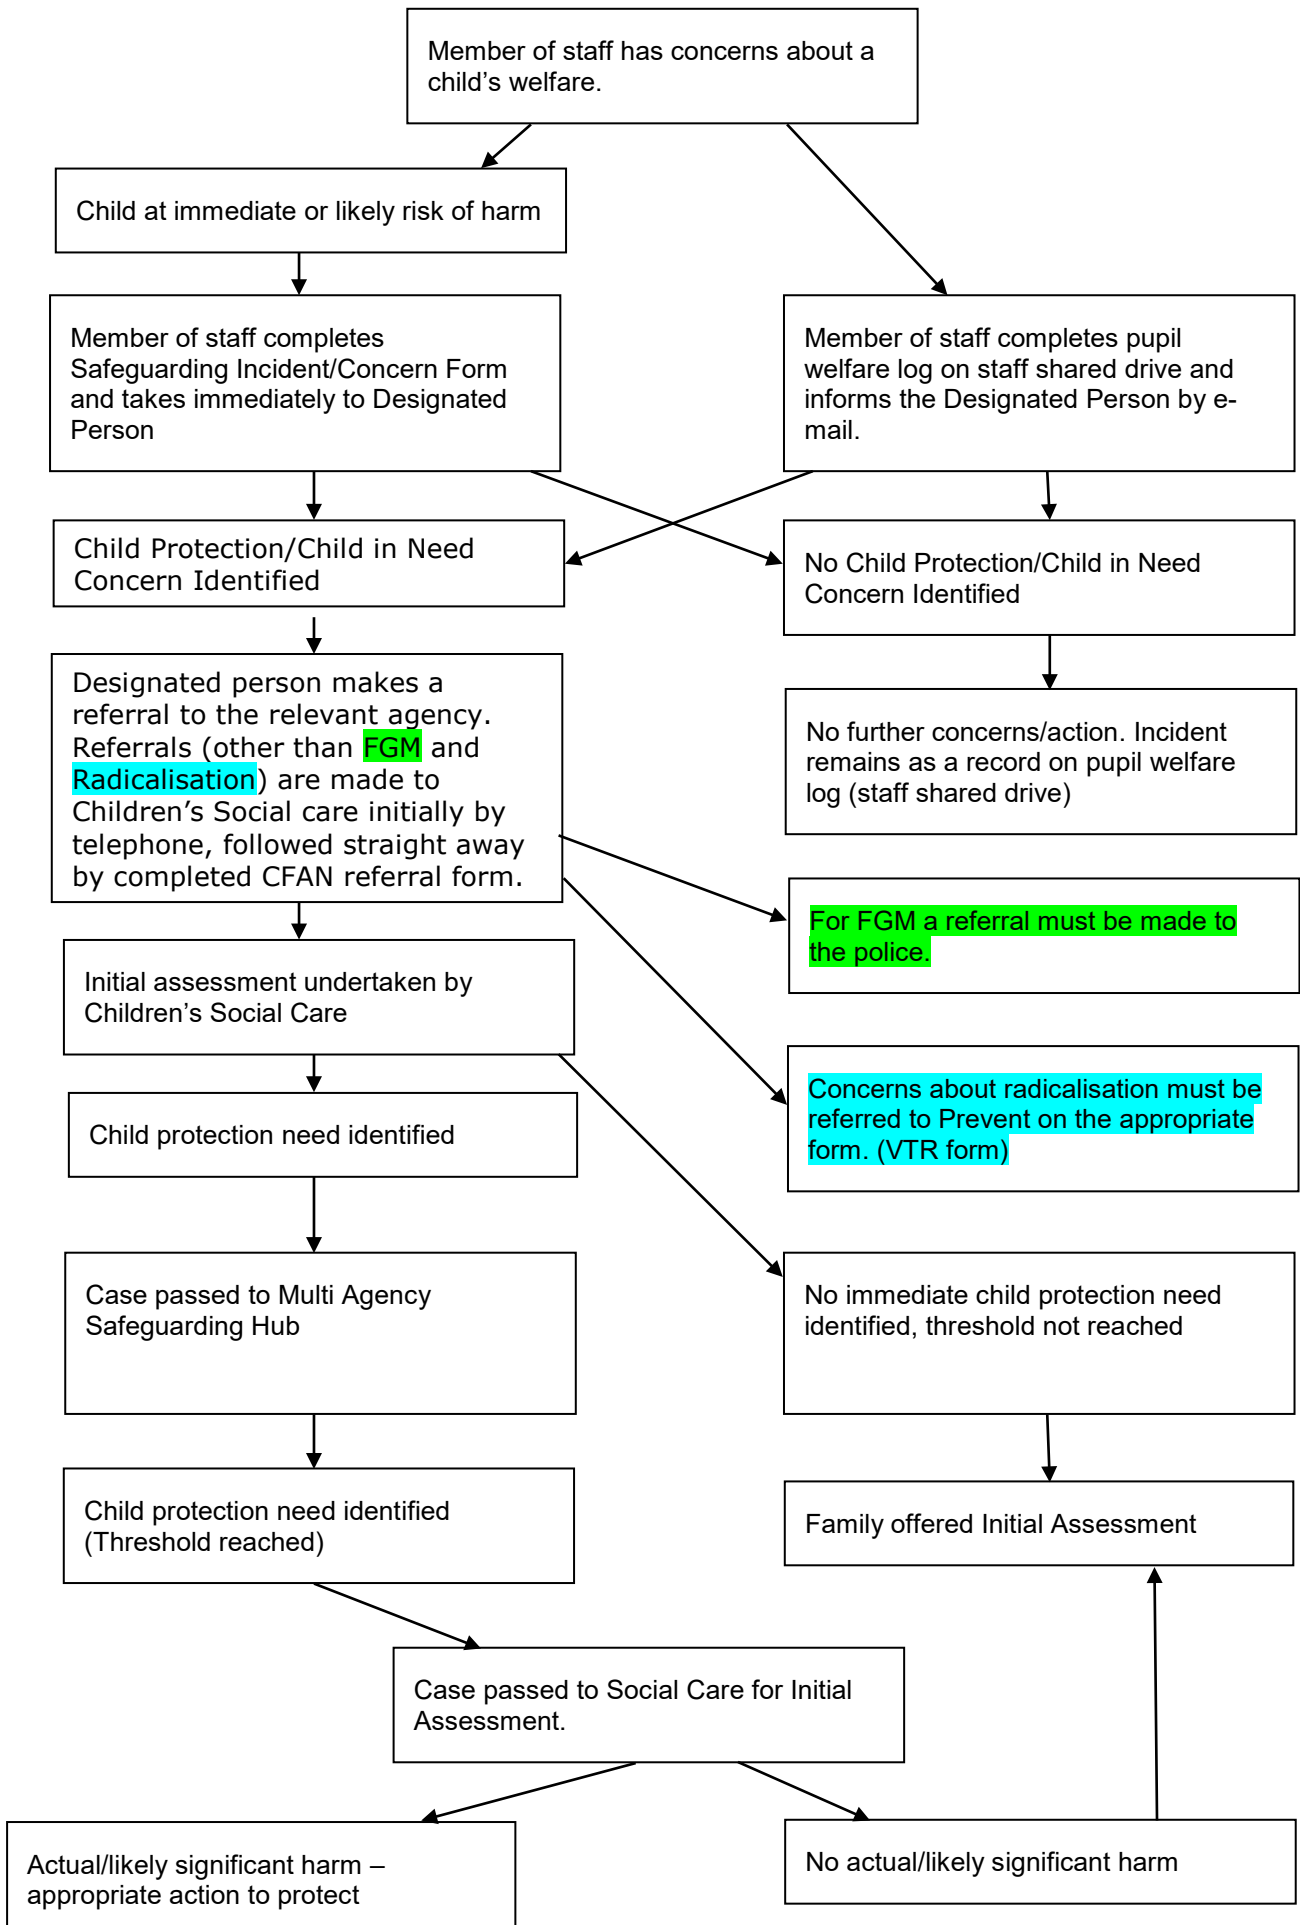 Member of staff has concerns about a
child’s welfare.
Child at immediate or likely risk of harm
Member of staff completes
Safeguarding Incident/Concern Form
and takes immediately to Designated
Person
Member of staff completes pupil
welfare log on staff shared drive and
informs the Designated Person by e-
mail.
Child Protection/Child in Need
Concern Identified
No Child Protection/Child in Need
Concern Identified
Designated person makes a
referral to the relevant agency.
Referrals (other than FGM and
Radicalisation) are made to
Children’s Social care initially by
telephone, followed straight away
by completed CFAN referral form.
No further concerns/action. Incident
remains as a record on pupil welfare
log (staff shared drive)
For FGM a referral must be made to
the police.
Initial assessment undertaken by
Children’s Social Care
Concerns about radicalisation must be
referred to Prevent on the appropriate
form. (VTR form)
Child protection need identified
Case passed to Multi Agency
Safeguarding Hub
No immediate child protection need
identified, threshold not reached
Child protection need identified
(Threshold reached)
Family offered Initial Assessment
Case passed to Social Care for Initial
Assessment.
Actual/likely significant harm –
appropriate action to protect
No actual/likely significant harm